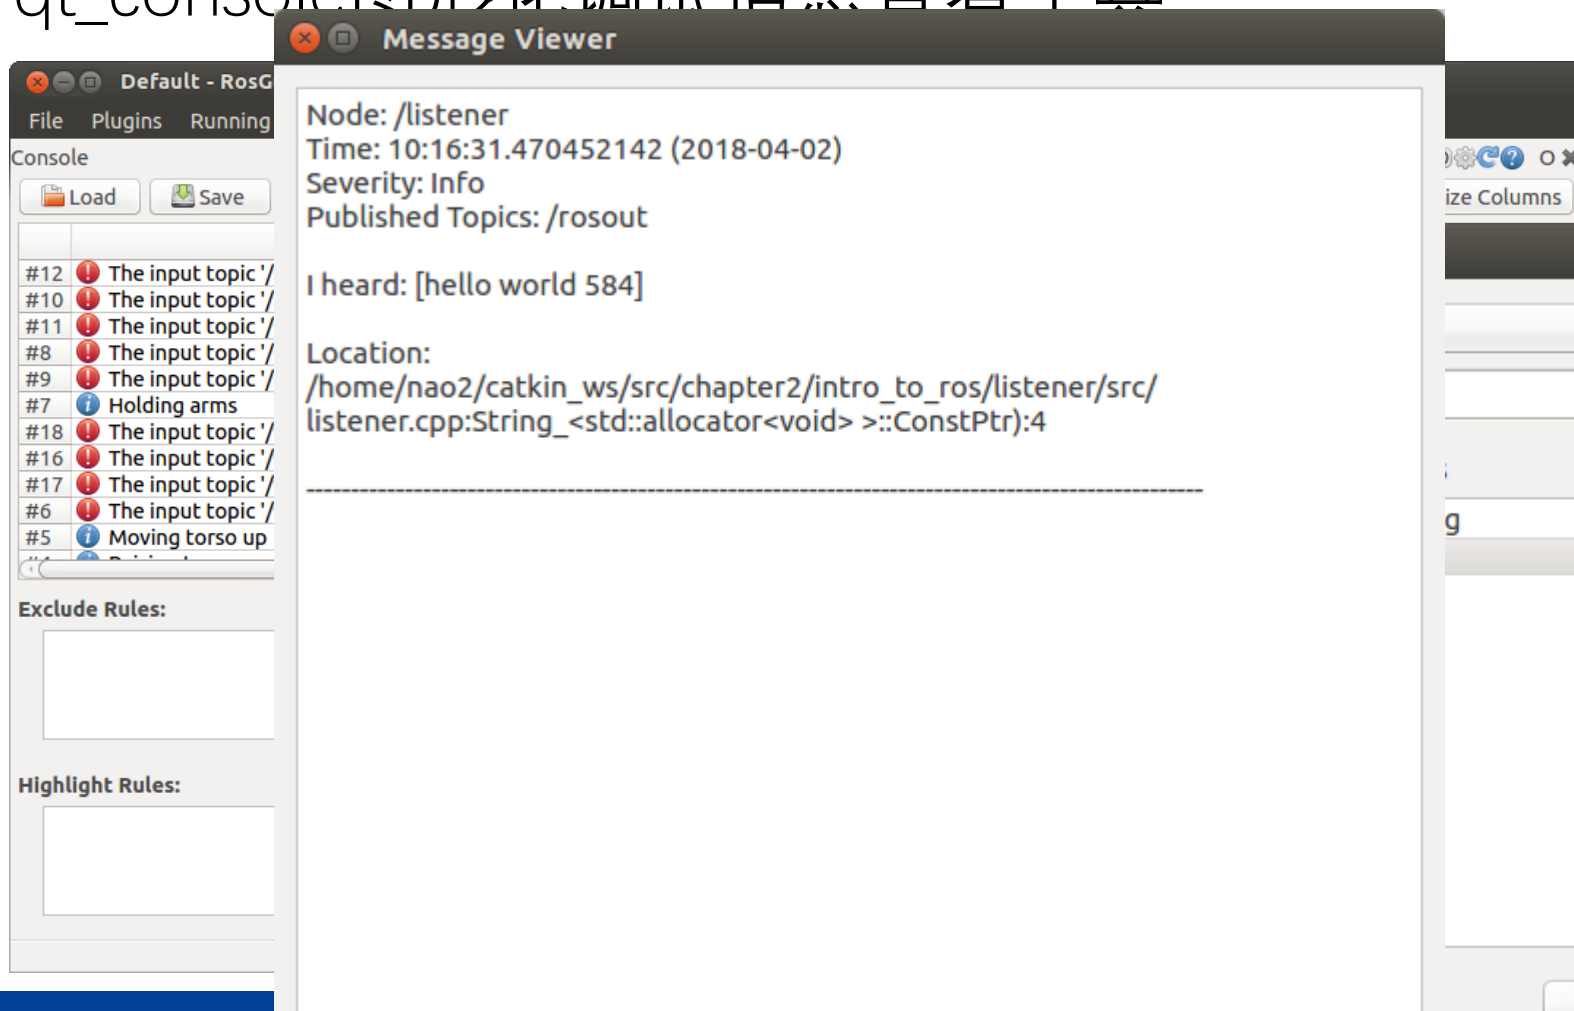 Message Viewer
Default - RosG
File Plugins Running
Console
Load Save
ize Columns
#12 The input topic '/
#10 The input topic '/
#11 The input topic '/
#8 The input topic '/
#9 The input topic '/
#7 Holding arms
#18 The input topic '/
#16 The input topic '/
#17 The input topic '/
#6 The input topic '/
#5 Moving torso up
Exclude Rules:
Highlight Rules:
Node: /listener
Time: 10:16:31.470452142 (2018-04-02)
Severity: Info
Published Topics: /rosout
I heard: [hello world 584]
Location:
/home/nao2/catkin_ws/src/chapter2/intro_to_ros/listener/src/
listener.cpp:String_<std::allocator<void> >::ConstPtr):4
--------------------------------------------------------------------------------
g